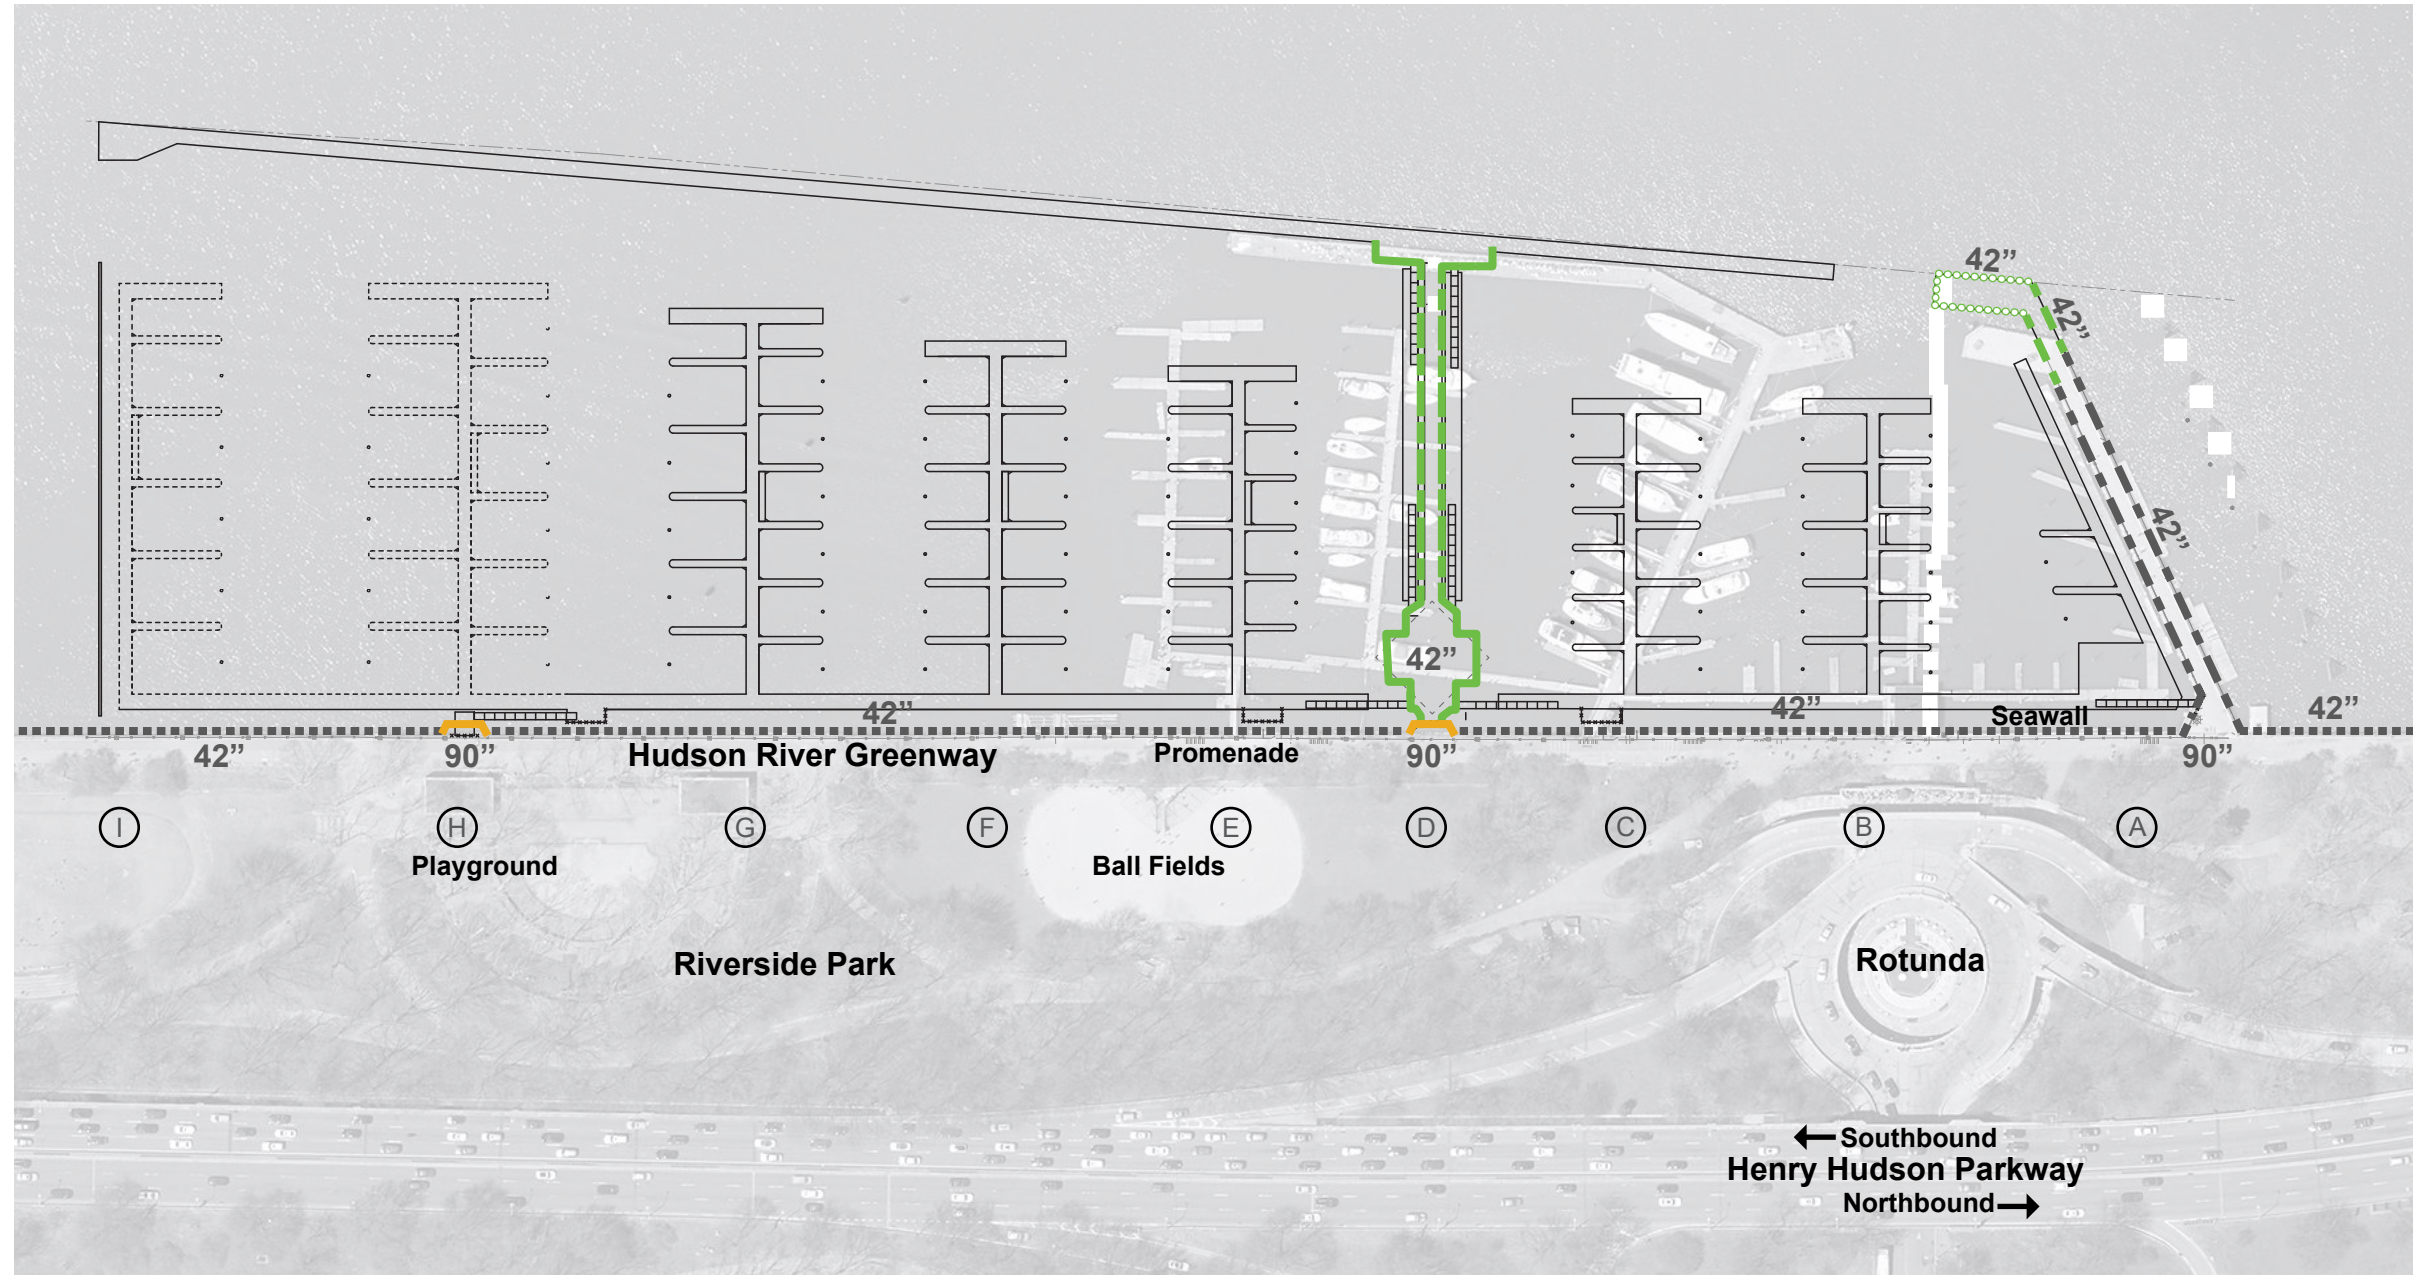 42”
42”
42”
42”
42”
42”
42”
42”
Seawall
42”
90”
Hudson River Greenway
Promenade
90”
90”
I
H
G
F
E
D
C
B
A
Playground
Ball Fields
Riverside Park
Rotunda
Southbound
Henry Hudson Parkway
Northbound